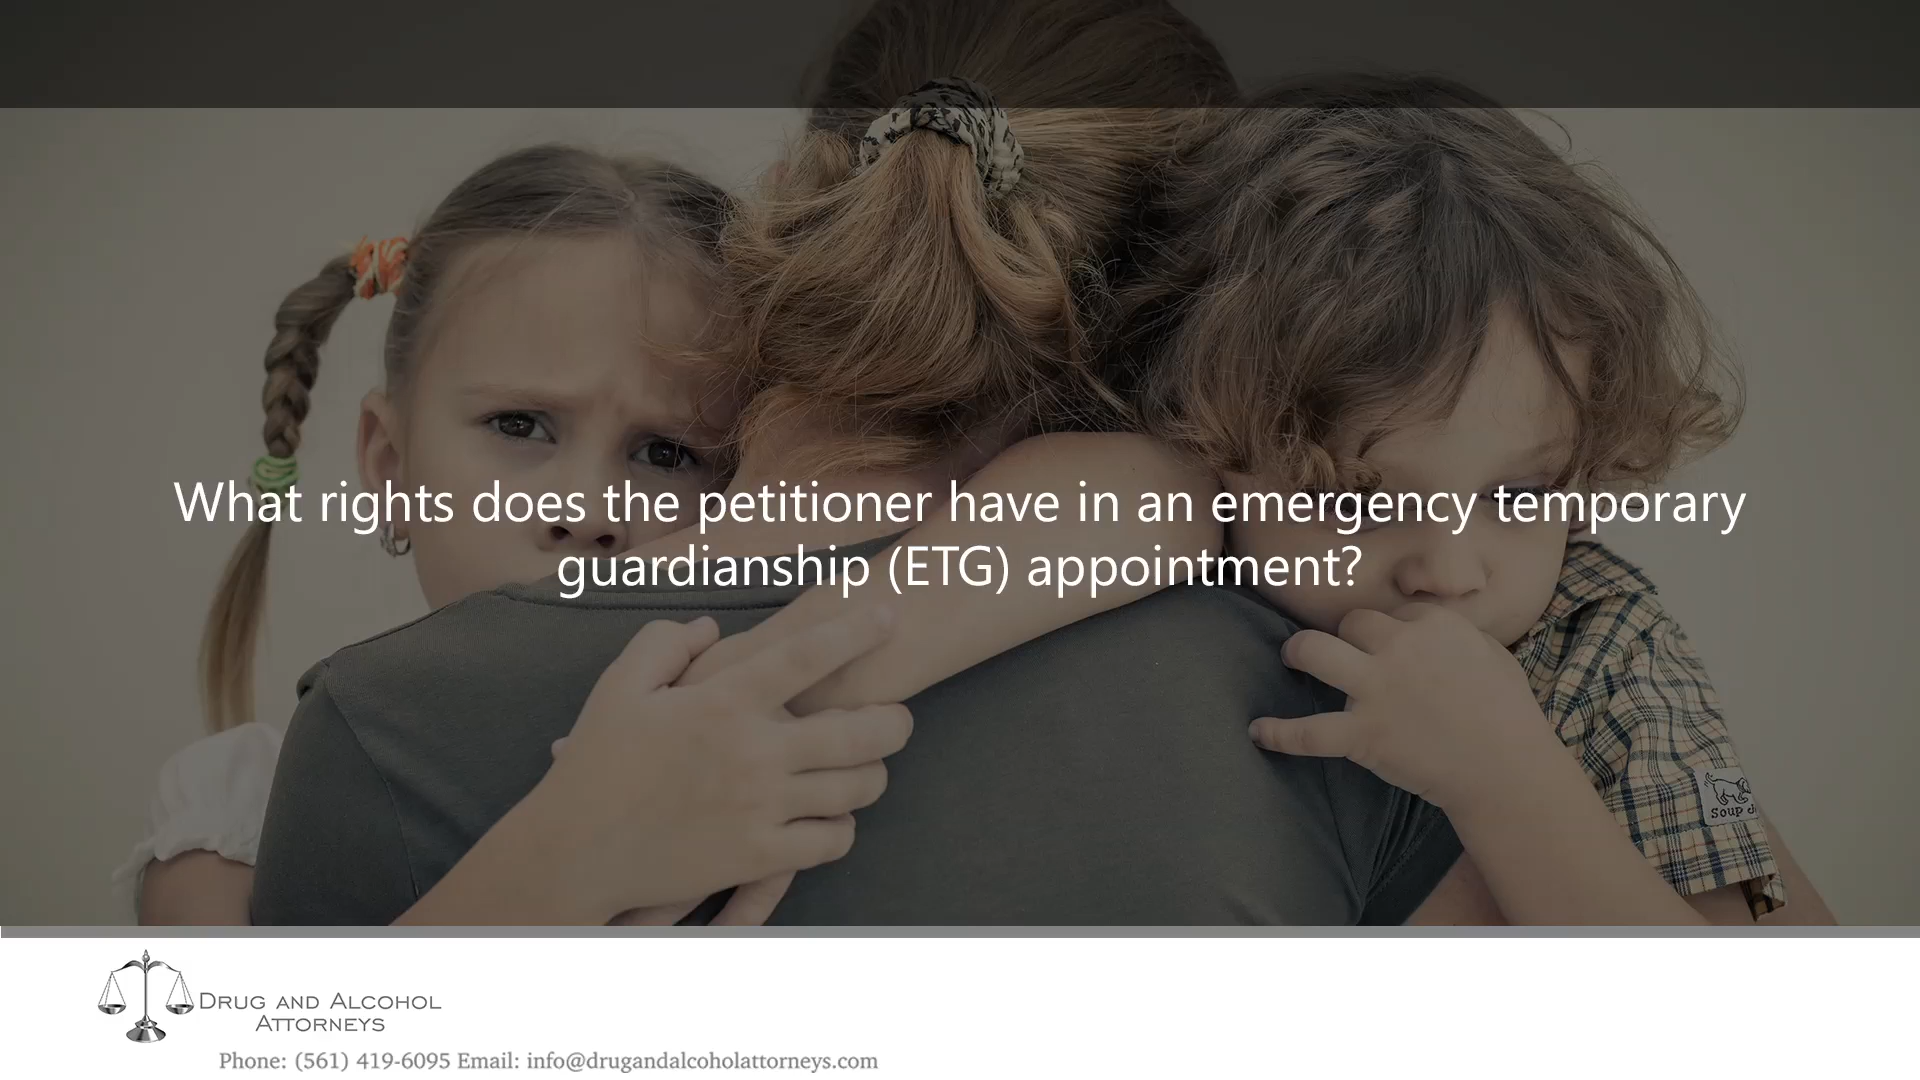 What rights does the petitioner have in an emergency temporary
guardianship (ETG) appointment?
Soup
DRUG AND ALCOHOL
ATTORNEYS
Phone: (561) 419-6095 Email: info@drugandalcoholattorneys.com